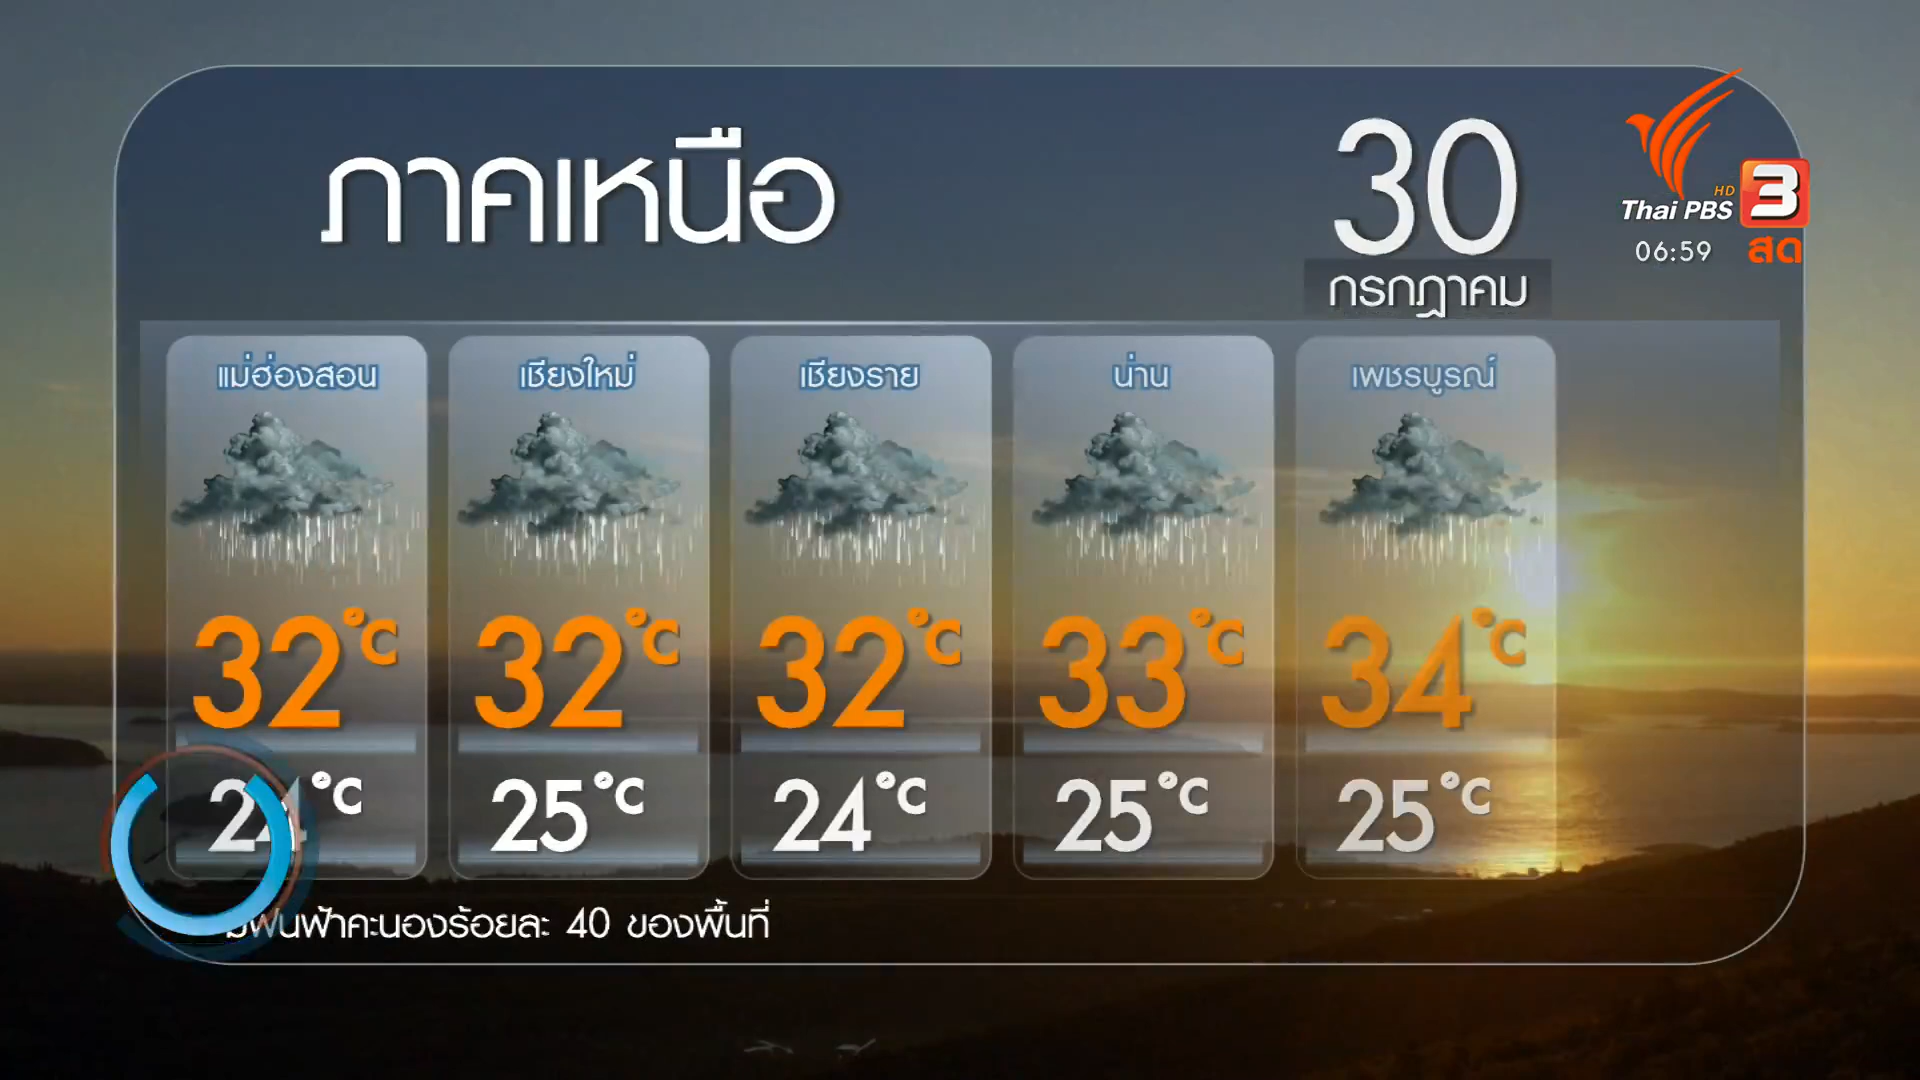 ภาคเหนือ
30
กรกฎาคม
HD
Thai PBS 3
06:59 สด
แม่ฮ่องสอน เชียงใหม่ เชียงราย น่าน เพชรบูรณ์
32°C 32°C 32°C 33°C 34°C
24°C 25°C 24°C 25°C 25°C
มีฝนฟ้าคะนองร้อยละ 40 ของพื้นที่